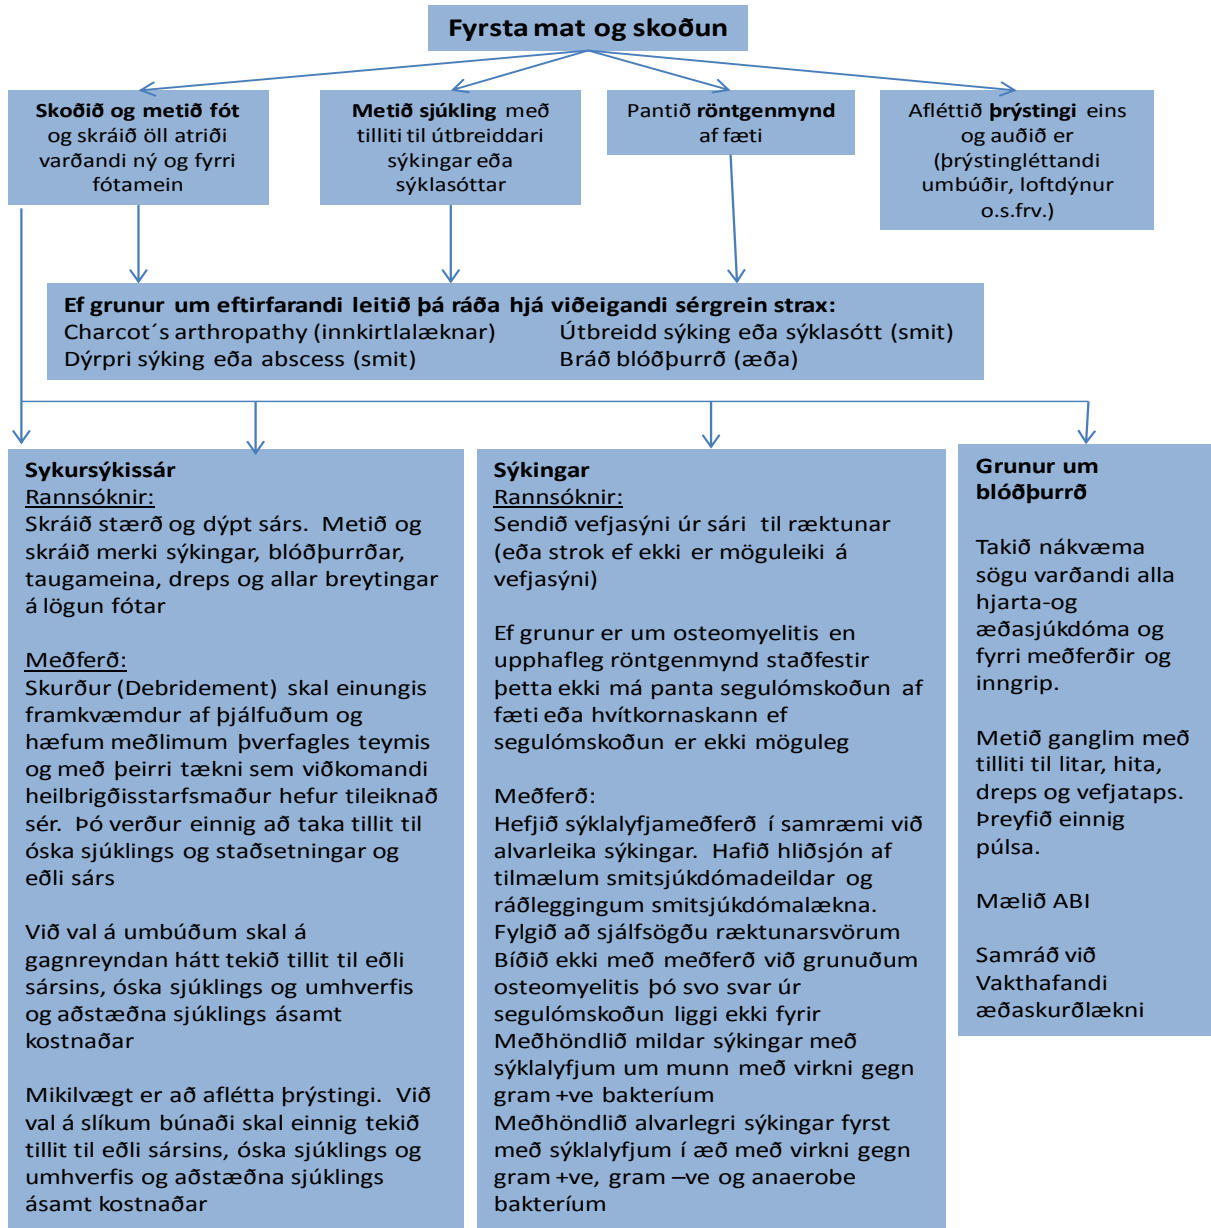 Fyrsta mat og skoðun
Skoðið og metið fót
og skráið öll atriði
varðandi ný og fyrri
fótamein
Metið sjúkling með
tilliti til útbreiddari
sýkingar eða
sýklasóttar
Pantið röntgenmynd
af fæti
Afléttið þrýstingi eins
og auðið er
(þrýstingléttandi
umbúðir, loftdýnur
o.s.frv.)
Ef grunur um eftirfarandi leitið þá ráða hjá viðeigandi sérgrein strax:
Charcot´s arthropathy (innkirtlalæknar) Útbreidd sýking eða sýklasótt (smit)
Dýrpri sýking eða abscess (smit) Bráð blóðþurrð (æða)
Sykursýkissár
Rannsóknir:
Skráið stærð og dýpt sárs. Metið og
skráið merki sýkingar, blóðþurrðar,
taugameina, dreps og allar breytingar
á lögun fótar
Meðferð:
Skurður (Debridement) skal einungis
framkvæmdur af þjálfuðum og
hæfum meðlimum þverfagles teymis
og með þeirri tækni sem viðkomandi
heilbrigðisstarfsmaður hefur tileiknað
sér. Þó verður einnig að taka tillit til
óska sjúklings og staðsetningar og
eðli sárs
Við val á umbúðum skal á
gagnreyndan hátt tekið tillit til eðli
sársins, óska sjúklings og umhverfis
og aðstæðna sjúklings ásamt
kostnaðar
Mikilvægt er að aflétta þrýstingi. Við
val á slíkum búnaði skal einnig tekið
tillit til eðli sársins, óska sjúklings og
umhverfis og aðstæðna sjúklings
ásamt kostnaðar
Sýkingar
Rannsóknir:
Sendið vefjasýni úr sári til ræktunar
(eða strok ef ekki er möguleiki á
vefjasýni)
Ef grunur er um osteomyelitis en
upphafleg röntgenmynd staðfestir
þetta ekki má panta segulómskoðun af
fæti eða hvítkornaskann ef
segulómskoðun er ekki möguleg
Meðferð:
Hefjið sýklalyfjameðferð í samræmi við
alvarleika sýkingar. Hafið hliðsjón af
tilmælum smitsjúkdómadeildar og
ráðleggingum smitsjúkdómalækna.
Fylgið að sjálfsögðu ræktunarsvörum
Bíðið ekki með meðferð við grunuðum
osteomyelitis þó svo svar úr
segulómskoðun liggi ekki fyrir
Meðhöndlið mildar sýkingar með
sýklalyfjum um munn með virkni gegn
gram +ve bakteríum
Meðhöndlið alvarlegri sýkingar fyrst
með sýklalyfjum í æð með virkni gegn
gram +ve, gram –ve og anaerobe
bakteríum
Grunur um
blóðþurrð
Takið nákvæma
sögu varðandi alla
hjarta-og
æðasjúkdóma og
fyrri meðferðir og
inngrip.
Metið ganglim með
tilliti til litar, hita,
dreps og vefjataps.
Þreyfið einnig
púlsa.
Mælið ABI
Samráð við
Vakthafandi
æðaskurðlækni